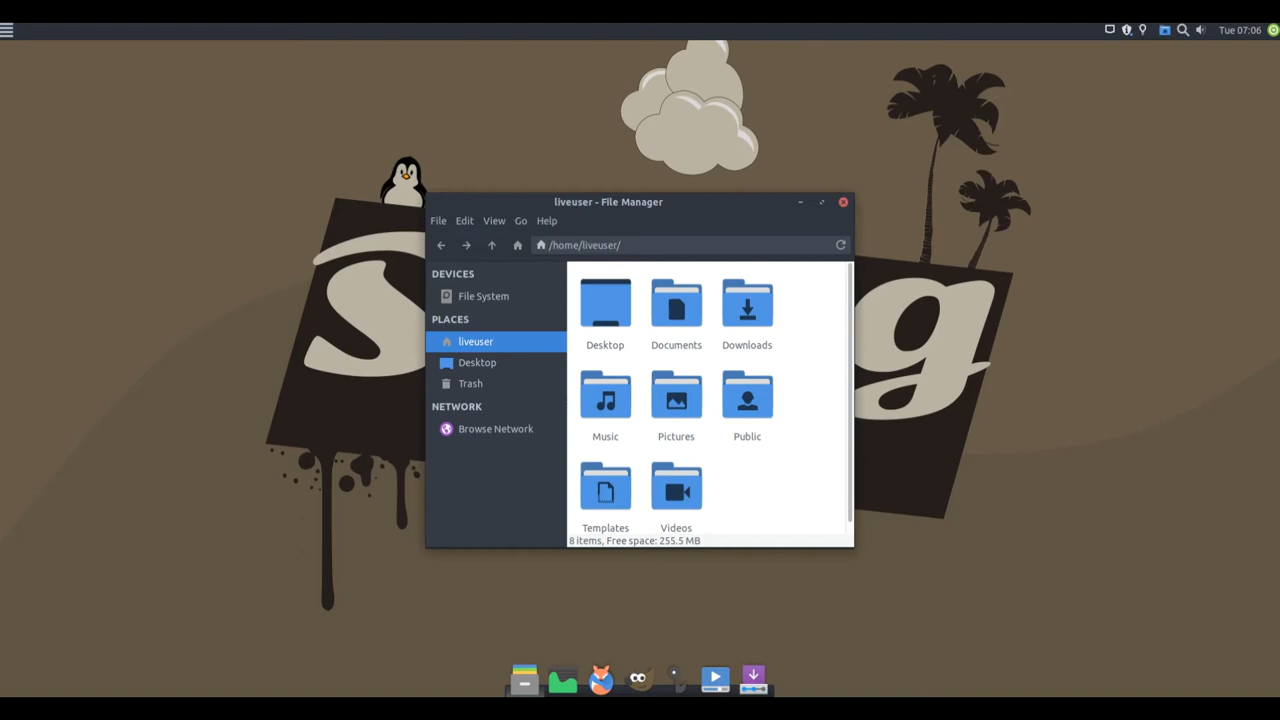 Tue 07:06
liveuser - File Manager
File Edit View Go Help
/home/liveuser/
DEVICES
File System
PLACES
liveuser
Desktop
Trash
NETWORK
Browse Network
Desktop Documents Downloads
Music Pictures Public
Templates Videos
8 items, Free space: 255.5 MB
S g